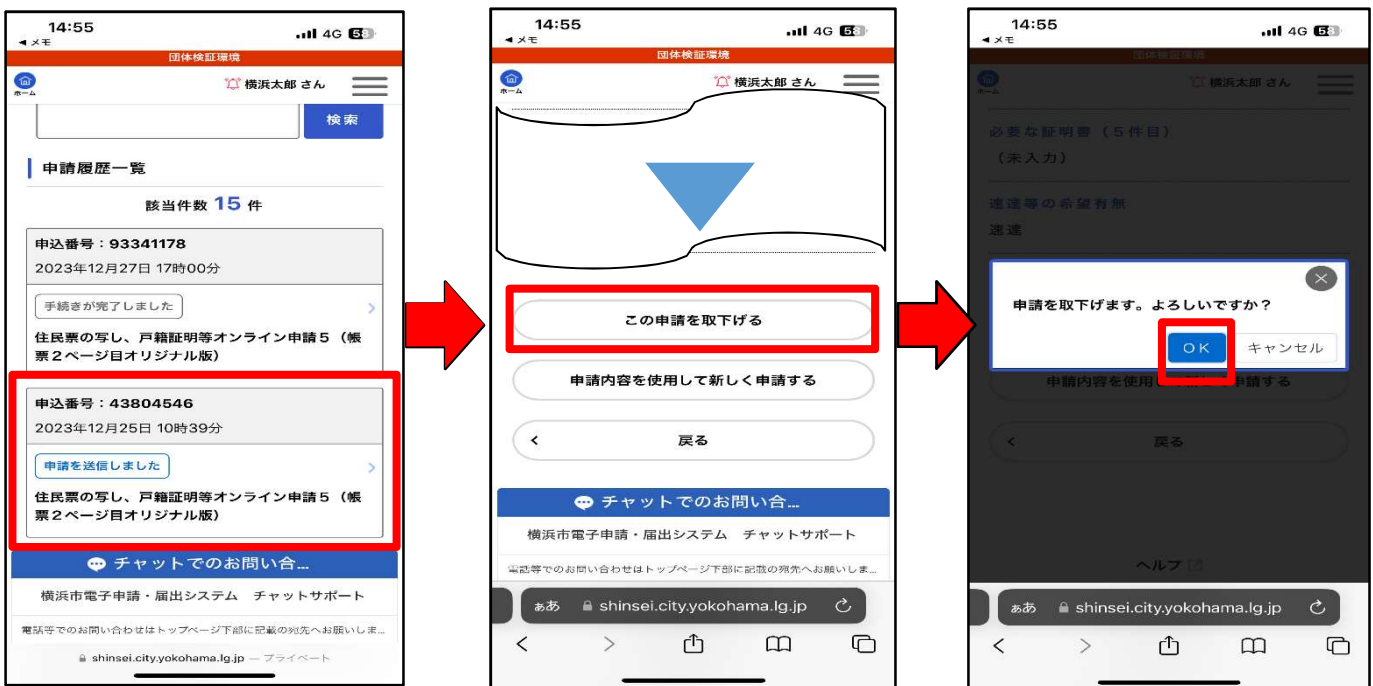 14:55
◀ メモ
4G 53
団体検証環境
ホーム
横浜太郎 さん
検索
申請履歴一覧
該当件数 15 件
申込番号:93341178
2023年12月27日 17時00分
手続きが完了しました
住民票の写し、戸籍証明等オンライン申請5(帳
票2ページ目オリジナル版)
申込番号:43804546
2023年12月25日 10時39分
申請を送信しました
住民票の写し、戸籍証明等オンライン申請5(帳
票2ページ目オリジナル版)
チャットでのお問い合...
横浜市電子申請・届出システム チャットサポート
電話等でのお問い合わせはトップページ下部に記載の宛先へお願いしま...
shinsei.city.yokohama.lg.jp — プライベート
14:55
◀ メモ
4G 53
団体検証環境
ホーム
横浜太郎 さん
この申請を取下げる
申請内容を使用して新しく申請する
戻る
チャットでのお問い合...
横浜市電子申請・届出システム チャットサポート
電話等でのお問い合わせはトップページ下部に記載の宛先へお願いしま...
ぁあ shinsei.city.yokohama.lg.jp
14:55
◀ メモ
4G 53
団体検証環境
ホーム
横浜太郎 さん
必要な証明書(5件目)
(未入力)
速達等の希望有無
速達
申請を取下げます。よろしいですか?
OK キャンセル
申請内容を使用し 申請する
戻る
ヘルプ
ぁあ shinsei.city.yokohama.lg.jp